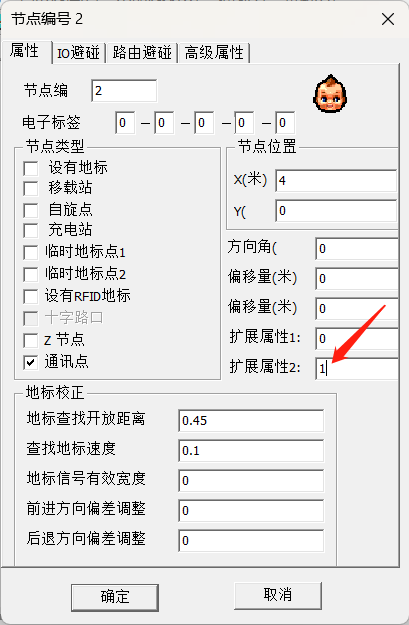 节点编号 2
属性 IO避碰 路由避碰 高级属性
节点编 2
电子标签 0 – 0 – 0 – 0 – 0
节点类型
设有地标
移载站
自旋点
充电站
临时地标点1
临时地标点2
设有RFID地标
十字路口
Z 节点
通讯点
节点位置
X(米) 4
Y( 0
方向角( 0
偏移量(米) 0
偏移量(米) 0
扩展属性1: 0
扩展属性2: 1
地标校正
地标查找开放距离 0.45
查找地标速度 0.1
地标信号有效宽度 0
前进方向偏差调整 0
后退方向偏差调整 0
确定 取消